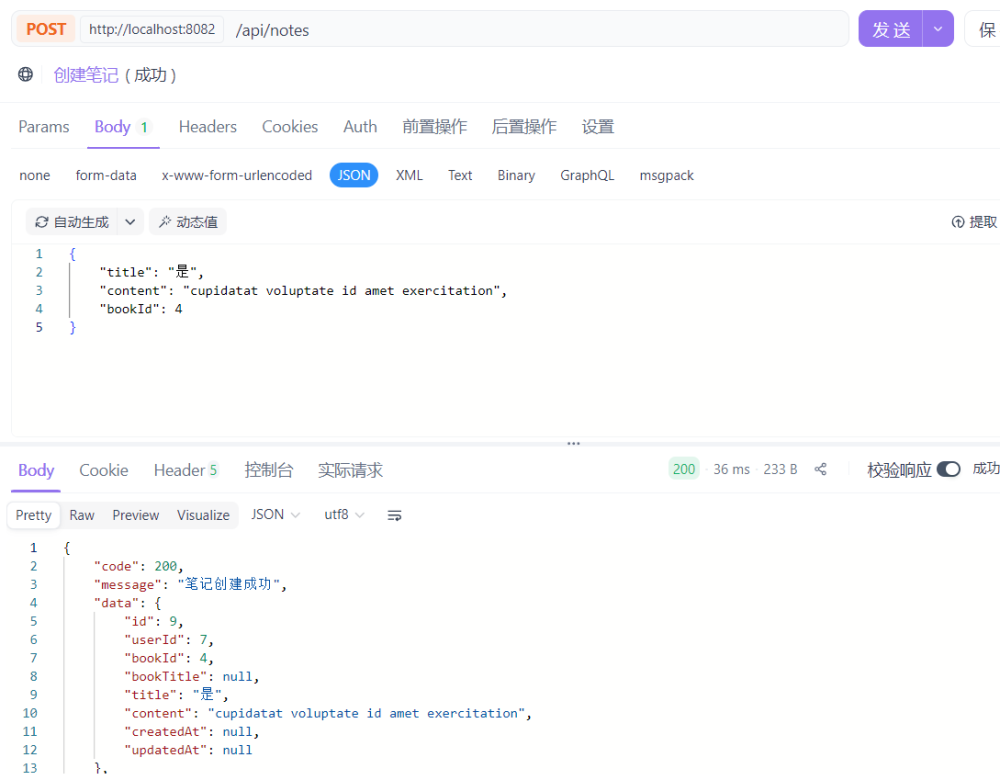 POST http://localhost:8082 /api/notes 发 送 保
创建笔记 ( 成功 )
Params Body 1 Headers Cookies Auth 前置操作 后置操作 设置
none form-data x-www-form-urlencoded JSON XML Text Binary GraphQL msgpack
自动生成 动态值 提取
1 {
2 "title": "是",
3 "content": "cupidatat voluptate id amet exercitation",
4 "bookId": 4
5 }
Body Cookie Header 5 控制台 实际请求 200 · 36 ms · 233 B 校验响应 成功
Pretty Raw Preview Visualize JSON utf8
1 {
2 "code": 200,
3 "message": "笔记创建成功",
4 "data": {
5 "id": 9,
6 "userId": 7,
7 "bookId": 4,
8 "bookTitle": null,
9 "title": "是",
10 "content": "cupidatat voluptate id amet exercitation",
11 "createdAt": null,
12 "updatedAt": null
13 },